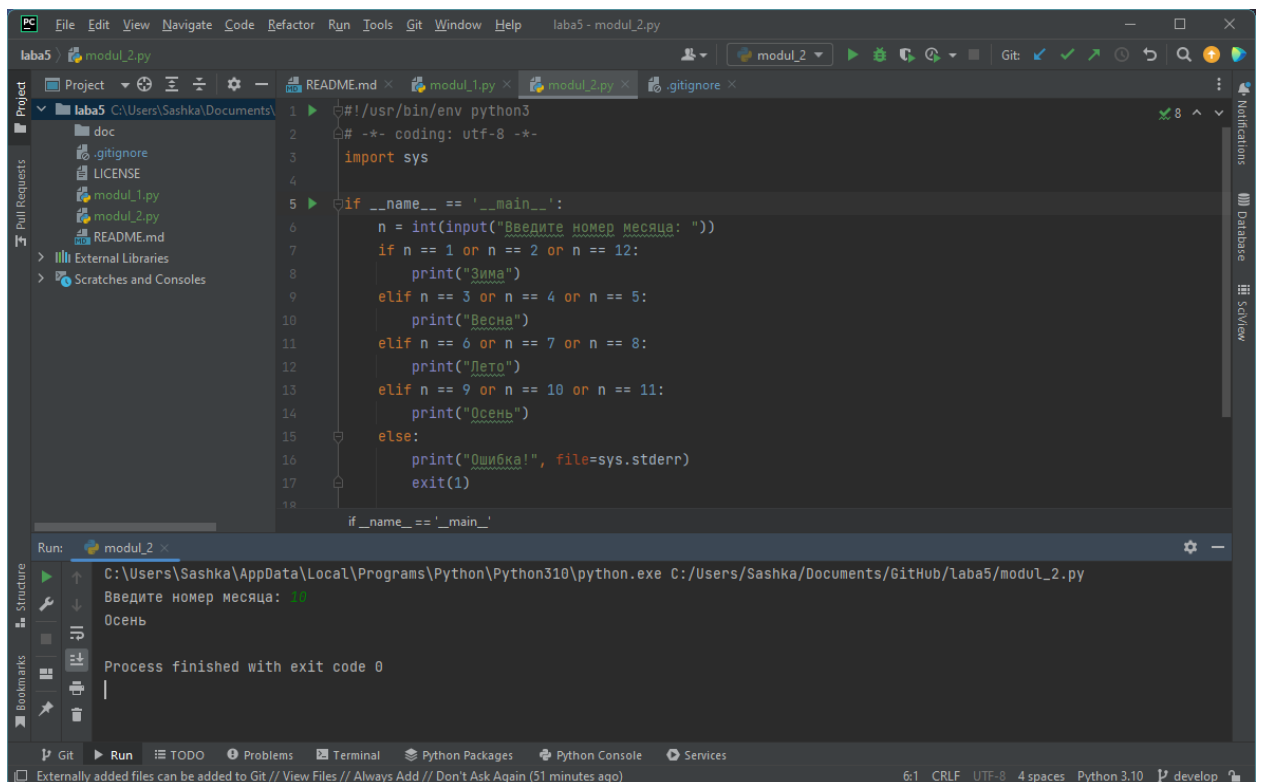 PC File Edit View Navigate Code Refactor Run Tools Git Window Help laba5 - modul_2.py
laba5 modul_2.py modul_2 Git:
Project README.md modul_1.py modul_2.py .gitignore
Project
Pull Requests
laba5 C:\Users\Sashka\Documents\
doc
.gitignore
LICENSE
modul_1.py
modul_2.py
README.md
External Libraries
Scratches and Consoles
1 #!/usr/bin/env python3
2 # -*- coding: utf-8 -*-
3 import sys
4
5 if __name__ == '__main__':
6 n = int(input("Введите номер месяца: "))
7 if n == 1 or n == 2 or n == 12:
8 print("Зима")
9 elif n == 3 or n == 4 or n == 5:
10 print("Весна")
11 elif n == 6 or n == 7 or n == 8:
12 print("Лето")
13 elif n == 9 or n == 10 or n == 11:
14 print("Осень")
15 else:
16 print("Ошибка!", file=sys.stderr)
17 exit(1)
18
if __name__ == '__main__'
8
Notifications
Database
SciView
Run: modul_2
Structure
Bookmarks
C:\Users\Sashka\AppData\Local\Programs\Python\Python310\python.exe C:/Users/Sashka/Documents/GitHub/laba5/modul_2.py
Введите номер месяца: 10
Осень
Process finished with exit code 0
Git Run TODO Problems Terminal Python Packages Python Console Services
Externally added files can be added to Git // View Files // Always Add // Don't Ask Again (51 minutes ago) 6:1 CRLF UTF-8 4 spaces Python 3.10 develop